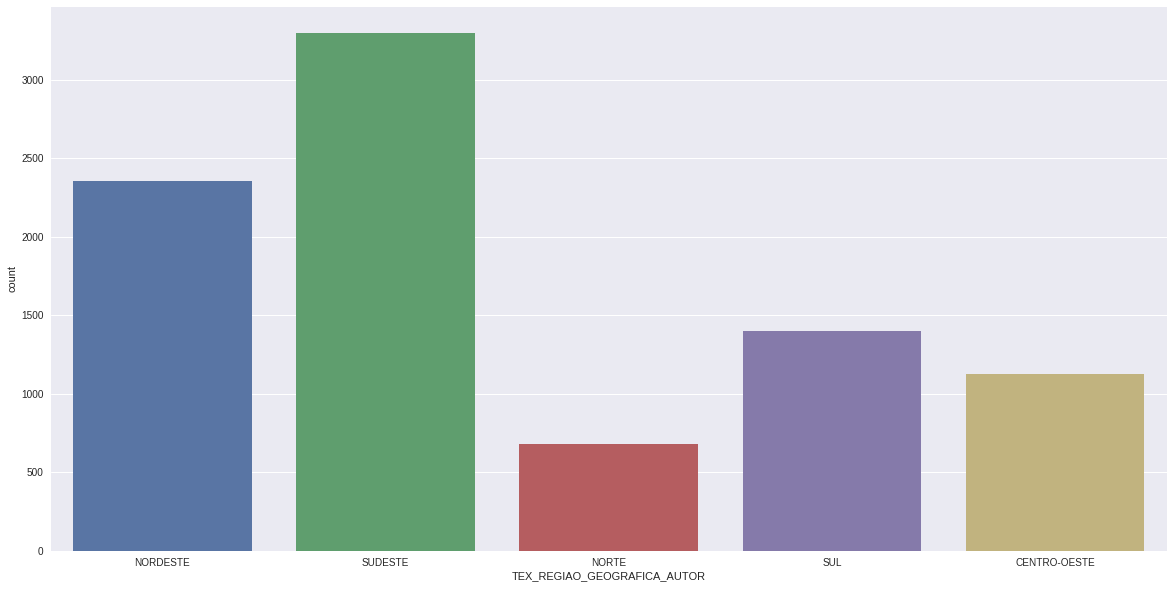 3000
2500
2000
1500
1000
500
0
count
NORDESTE SUDESTE NORTE SUL CENTRO-OESTE
TEX_REGIAO_GEOGRAFICA_AUTOR